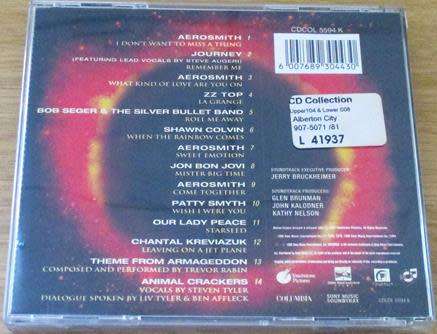 AEROSMITH 1
I DON'T WANT TO MISS A THING
JOURNEY 2
(FEATURING LEAD VOCALS BY STEVE AUGERI)
REMEMBER ME
AEROSMITH 3
WHAT KIND OF LOVE ARE YOU ON
ZZ TOP 4
LA GRANGE
BOB SEGER & THE SILVER BULLET BAND 5
ROLL ME AWAY
SHAWN COLVIN 6
WHEN THE RAINBOW COMES
AEROSMITH 7
SWEET EMOTION
JON BON JOVI 8
MISTER BIG TIME
AEROSMITH 9
COME TOGETHER
PATTY SMYTH 10
WISH I WERE YOU
OUR LADY PEACE 11
STARSEED
CHANTAL KREVIAZUK 12
LEAVING ON A JET PLANE
THEME FROM ARMAGEDDON 13
COMPOSED AND PERFORMED BY TREVOR RABIN
ANIMAL CRACKERS 14
VOCALS BY STEVEN TYLER
DIALOGUE SPOKEN BY LIV TYLER & BEN AFFLECK
CDCOL 5594 K
6 007689 304430
CD Collection
Upper104 & Lower G08
Alberton City
907-5071 /81
L 41937
SOUNDTRACK EXECUTIVE PRODUCER:
JERRY BRUCKHEIMER
SOUNDTRACK PRODUCERS:
GLEN BRUNMAN
JOHN KALODNER
KATHY NELSON
COLUMBIA
SONY MUSIC
SOUNDTRAX